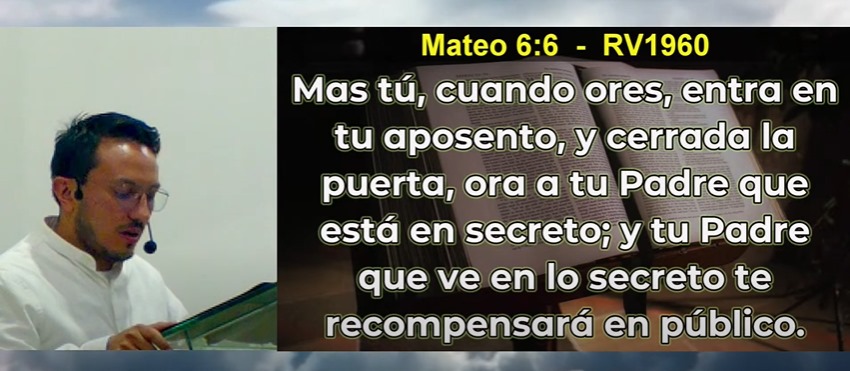 Mateo 6:6 - RV1960
Mas tú, cuando ores, entra en
tu aposento, y cerrada la
puerta, ora a tu Padre que
está en secreto; y tu Padre
que ve en lo secreto te
recompensará en público.